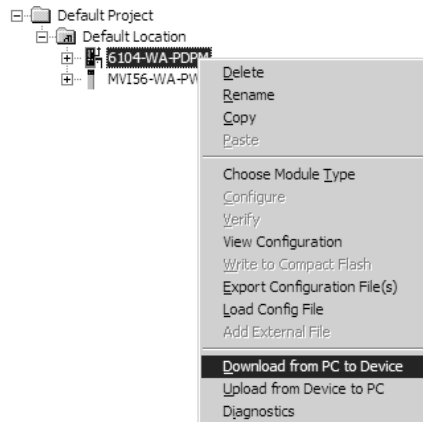 Default Project
Default Location
6104-WA-PDPM
MVI56-WA-PW
Delete
Rename
Copy
Paste
Choose Module Type
Configure
Verify
View Configuration
Write to Compact Flash
Export Configuration File(s)
Load Config File
Add External File
Download from PC to Device
Upload from Device to PC
Diagnostics